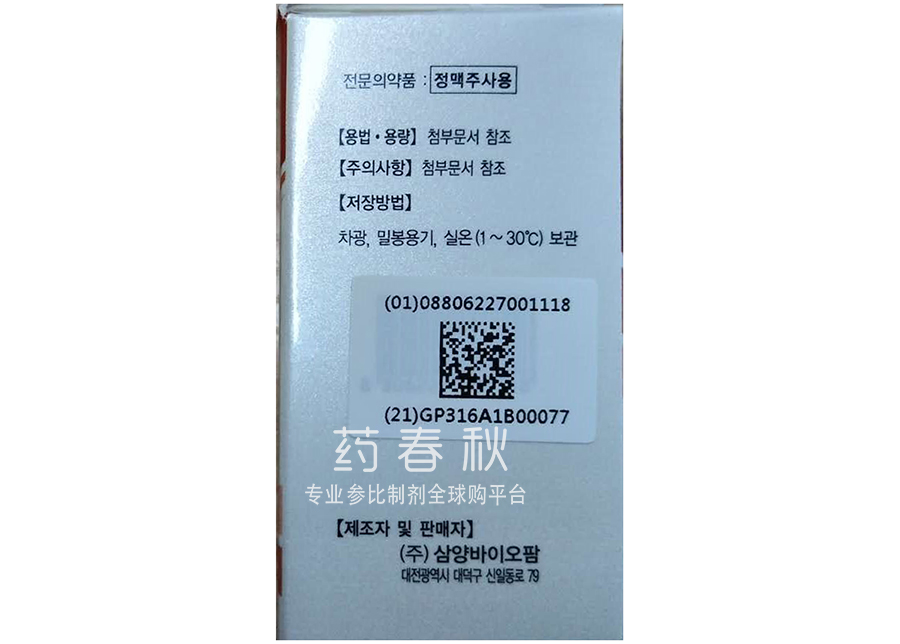 전문의약품 : 정맥주사용
【용법・용량】 첨부문서 참조
【주의사항】 첨부문서 참조
【저장방법】
차광, 밀봉용기, 실온(1～30℃) 보관
(01)08806227001118
(21)GP316A1B00077
药春秋
专业参比制剂全球购平台
【제조자 및 판매자】
(주) 삼양바이오팜
대전광역시 대덕구 신일동로 79